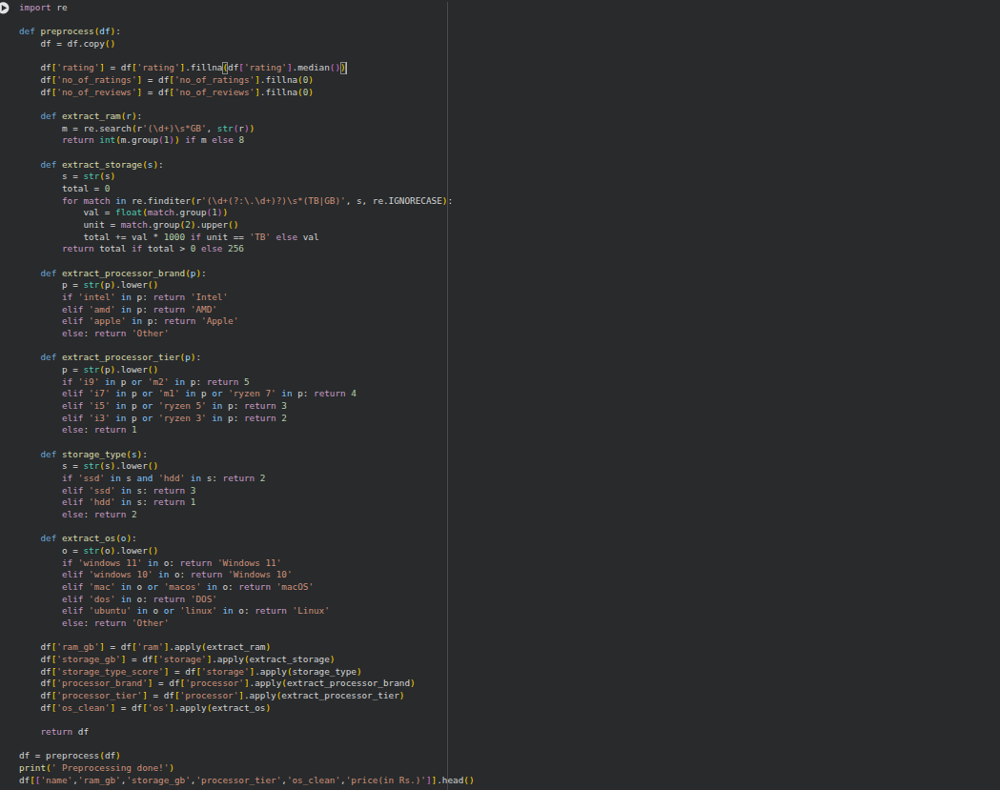 import re
def preprocess(df):
    df = df.copy()
    df['rating'] = df['rating'].fillna(df['rating'].median())
    df['no_of_ratings'] = df['no_of_ratings'].fillna(0)
    df['no_of_reviews'] = df['no_of_reviews'].fillna(0)
    def extract_ram(r):
        m = re.search(r'(\d+)\s*GB', str(r))
        return int(m.group(1)) if m else 8
    def extract_storage(s):
        s = str(s)
        total = 0
        for match in re.finditer(r'(\d+(?:\.\d+)?)\s*(TB|GB)', s, re.IGNORECASE):
            val = float(match.group(1))
            unit = match.group(2).upper()
            total += val * 1000 if unit == 'TB' else val
        return total if total > 0 else 256
    def extract_processor_brand(p):
        p = str(p).lower()
        if 'intel' in p: return 'Intel'
        elif 'amd' in p: return 'AMD'
        elif 'apple' in p: return 'Apple'
        else: return 'Other'
    def extract_processor_tier(p):
        p = str(p).lower()
        if 'i9' in p or 'm2' in p: return 5
        elif 'i7' in p or 'm1' in p or 'ryzen 7' in p: return 4
        elif 'i5' in p or 'ryzen 5' in p: return 3
        elif 'i3' in p or 'ryzen 3' in p: return 2
        else: return 1
    def storage_type(s):
        s = str(s).lower()
        if 'ssd' in s and 'hdd' in s: return 2
        elif 'ssd' in s: return 3
        elif 'hdd' in s: return 1
        else: return 2
    def extract_os(o):
        o = str(o).lower()
        if 'windows 11' in o: return 'Windows 11'
        elif 'windows 10' in o: return 'Windows 10'
        elif 'mac' in o or 'macos' in o: return 'macOS'
        elif 'dos' in o: return 'DOS'
        elif 'ubuntu' in o or 'linux' in o: return 'Linux'
        else: return 'Other'
    df['ram_gb'] = df['ram'].apply(extract_ram)
    df['storage_gb'] = df['storage'].apply(extract_storage)
    df['storage_type_score'] = df['storage'].apply(storage_type)
    df['processor_brand'] = df['processor'].apply(extract_processor_brand)
    df['processor_tier'] = df['processor'].apply(extract_processor_tier)
    df['os_clean'] = df['os'].apply(extract_os)
    return df
df = preprocess(df)
print(' Preprocessing done!')
df[['name','ram_gb','storage_gb','processor_tier','os_clean','price(in Rs.)']].head()